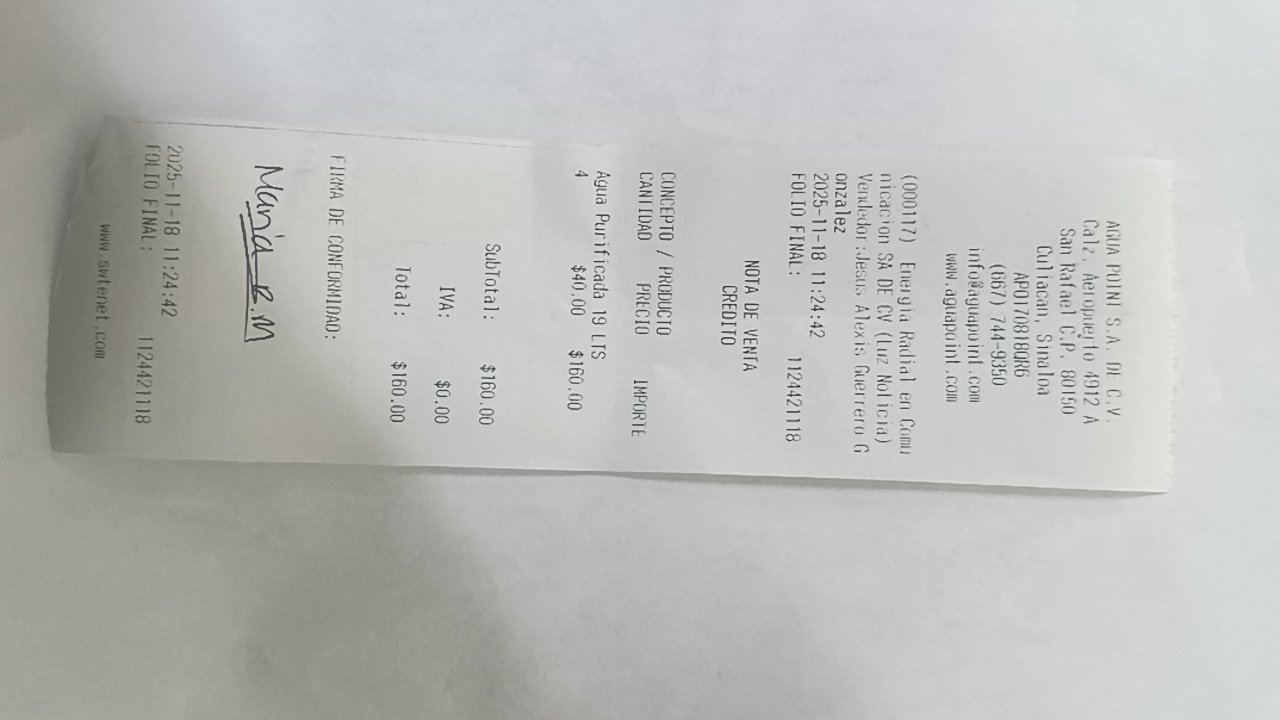 AGUA POINT S.A. DE C.V.
Calz. Aeropuerto 4912 A
San Rafael C.P. 80150
Culiacan, Sinaloa
APO170818QR6
(667) 744-9350
info@aguapoint.com
www.aguapoint.com
(000117) Energia Radial en Comu
nicacion SA DE CV (Luz Noticia)
Vendedor:Jesus Alexis Guerrero G
onzalez
2025-11-18 11:24:42
FOLIO FINAL: 1124421118
NOTA DE VENTA
CREDITO
CONCEPTO / PRODUCTO
CANTIDAD PRECIO IMPORTE
Agua Purificada 19 LTS
4 $40.00 $160.00
SubTotal: $160.00
IVA: $0.00
Total: $160.00
FIRMA DE CONFORMIDAD:
Maria B.M
2025-11-18 11:24:42
FOLIO FINAL: 1124421118
www.swtenet.com